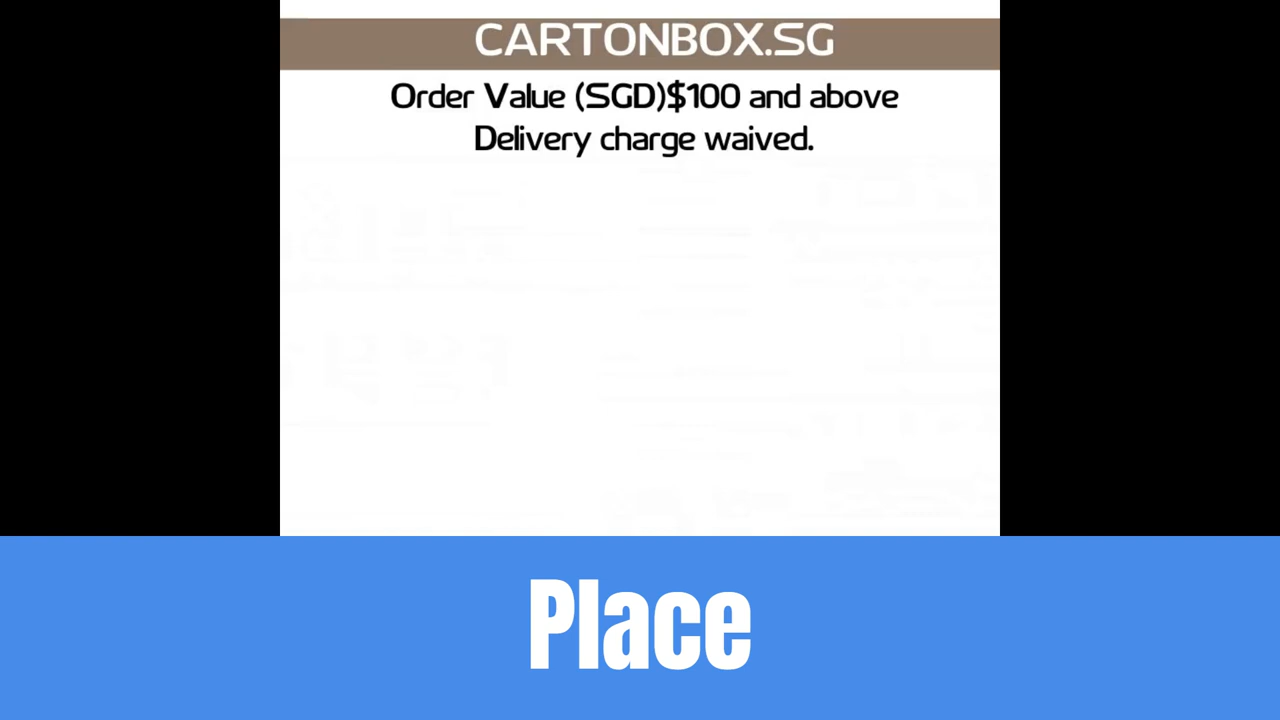 CARTONBOX.SG
Order Value (SGD)$100 and above
Delivery charge waived.
Place